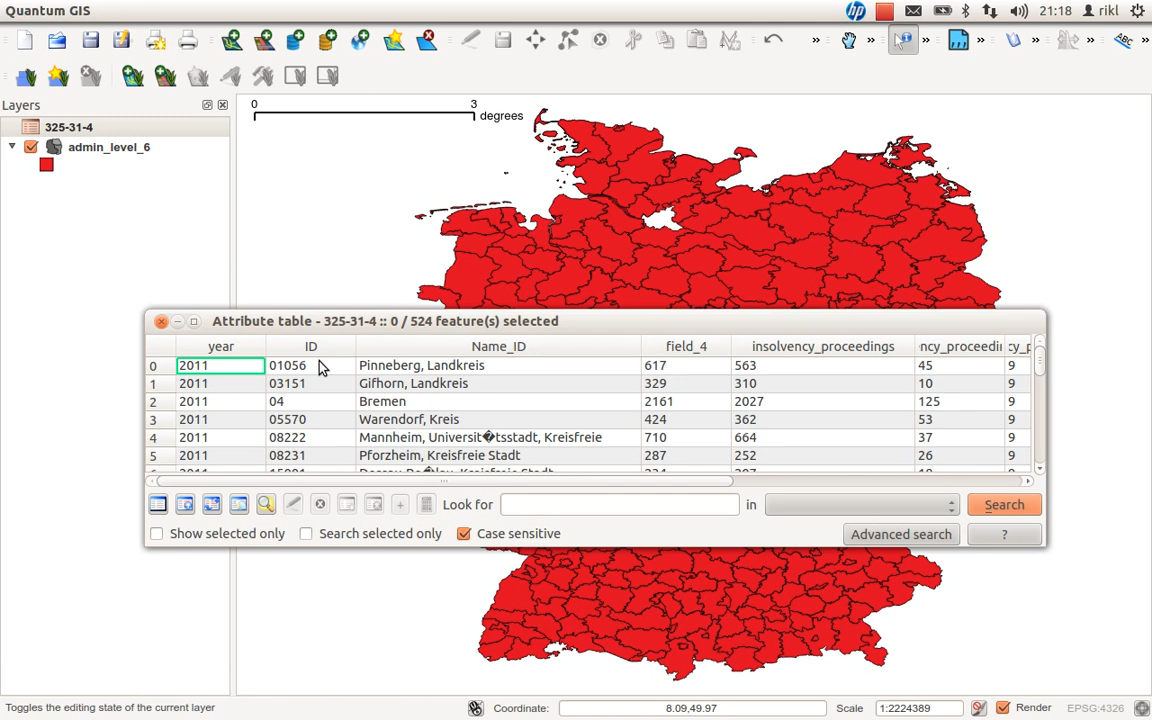 Quantum GIS
21:18
rikl
ABC
Layers
325-31-4
admin_level_6
0 3
degrees
Attribute table - 325-31-4 :: 0 / 524 feature(s) selected
year ID Name_ID field_4 insolvency_proceedings
0 2011 01056 Pinneberg, Landkreis 617 563 45 9
1 2011 03151 Gifhorn, Landkreis 329 310 10 9
2 2011 04 Bremen 2161 2027 125 9
3 2011 05570 Warendorf, Kreis 424 362 53 9
4 2011 08222 Mannheim, Universit�tsstadt, Kreisfreie 710 664 37 9
5 2011 08231 Pforzheim, Kreisfreie Stadt 287 252 26 9
Look for in Search
Show selected only Search selected only Case sensitive Advanced search ?
Toggles the editing state of the current layer Coordinate: 8.09,49.97 Scale 1:2224389 Render EPSG:4326